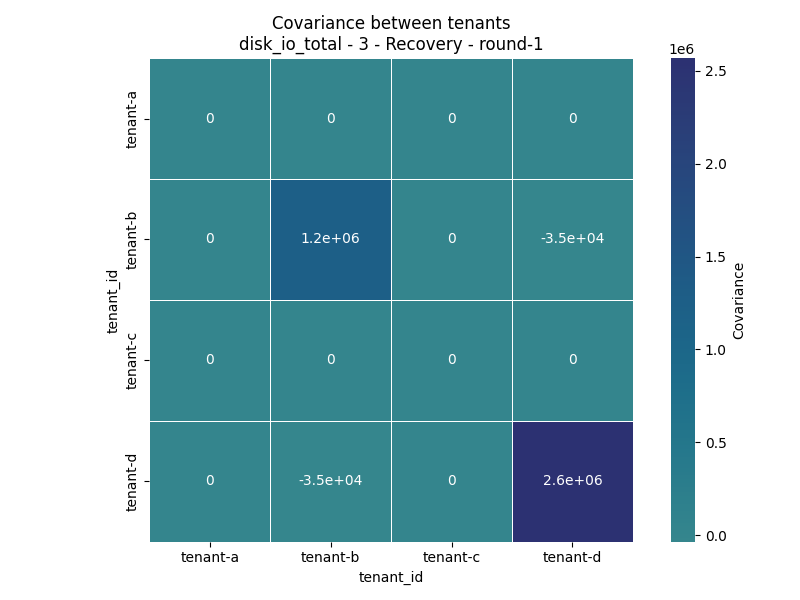 Covariance between tenants
disk_io_total - 3 - Recovery - round-1
1e6
tenant_id
tenant-a
0 0 0 0
tenant-b
0 1.2e+06 0 -3.5e+04
tenant-c
0 0 0 0
tenant-d
0 -3.5e+04 0 2.6e+06
tenant-a tenant-b tenant-c tenant-d
tenant_id
2.5
2.0
1.5
1.0
0.5
0.0
Covariance